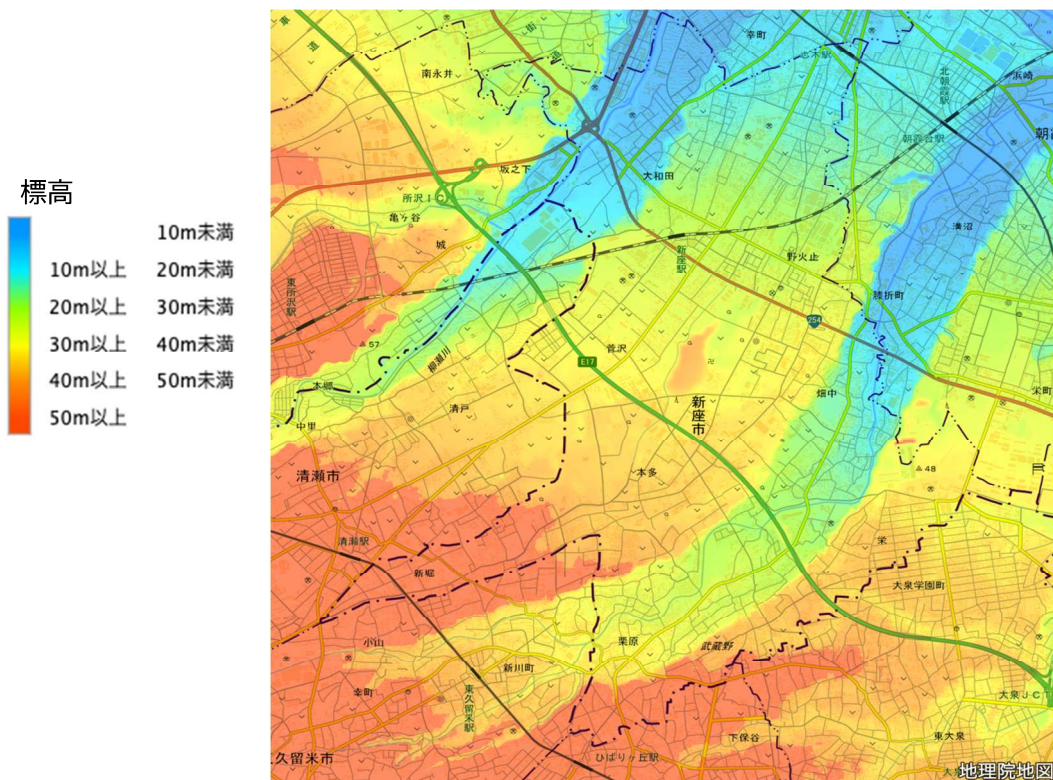 標高
10m未満
10m以上 20m未満
20m以上 30m未満
30m以上 40m未満
40m以上 50m未満
50m以上
幸町
志木駅
南永井
北朝霞駅
浜崎
朝霞台駅
朝霞
坂之下
大和田
所沢IC
亀ヶ谷
城
溝沼
新座駅
野火止
東所沢駅
膝折町
254
57
柳瀬川
菅沢
E17
本郷
畑中
栄町
新座市
清戸
中里
48
清瀬市
本多
清瀬駅
栄
新堀
大泉学園町
小山
栗原
武蔵野
新川町
幸町
東久留米駅
大泉JCT
下保谷
東大泉
ひばりヶ丘駅
久留米市
地理院地図